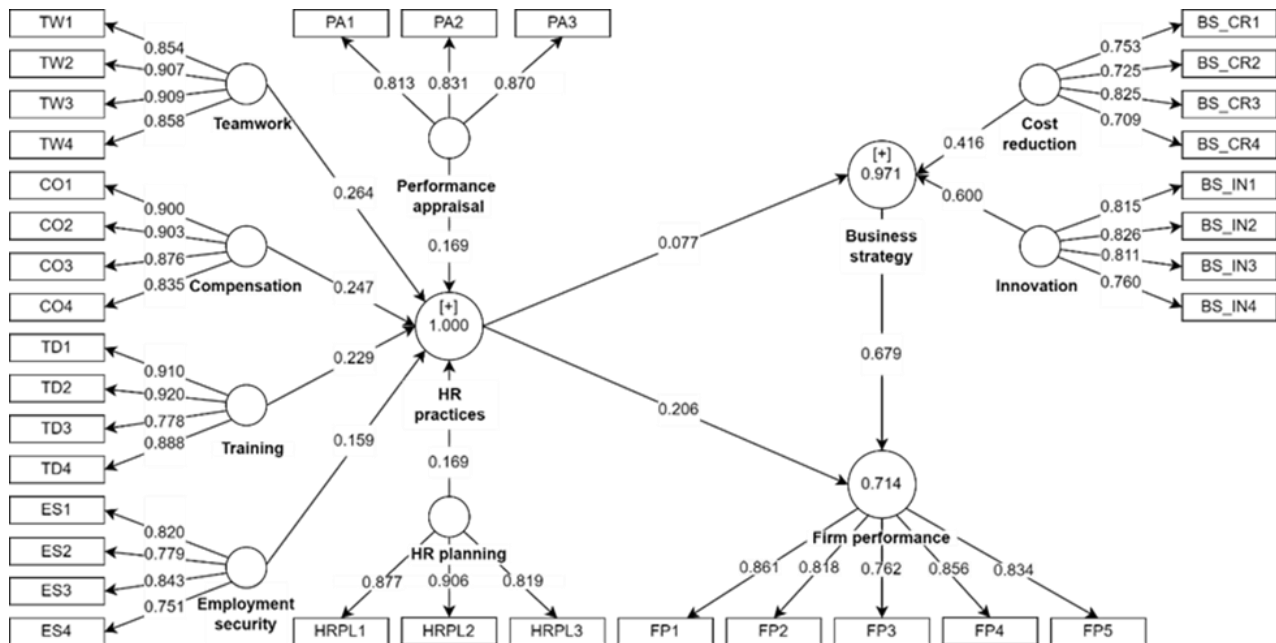 TW1
TW2
TW3
TW4
0.854
0.907
0.909
0.858
Teamwork
0.264
CO1
CO2
CO3
CO4
0.900
0.903
0.876
0.835
Compensation
0.247
TD1
TD2
TD3
TD4
0.910
0.920
0.778
0.888
Training
0.229
ES1
ES2
ES3
ES4
0.820
0.779
0.843
0.751
Employment
security
0.159
PA1
PA2
PA3
0.813
0.831
0.870
Performance
appraisal
0.169
[+]
1.000
HR
practices
0.169
HR planning
0.877
0.906
0.819
HRPL1
HRPL2
HRPL3
0.077
0.206
[+]
0.971
Business
strategy
0.679
0.416
0.600
Cost
reduction
0.753
0.725
0.825
0.709
BS_CR1
BS_CR2
BS_CR3
BS_CR4
Innovation
0.815
0.826
0.811
0.760
BS_IN1
BS_IN2
BS_IN3
BS_IN4
0.714
Firm performance
0.861
0.818
0.762
0.856
0.834
FP1
FP2
FP3
FP4
FP5